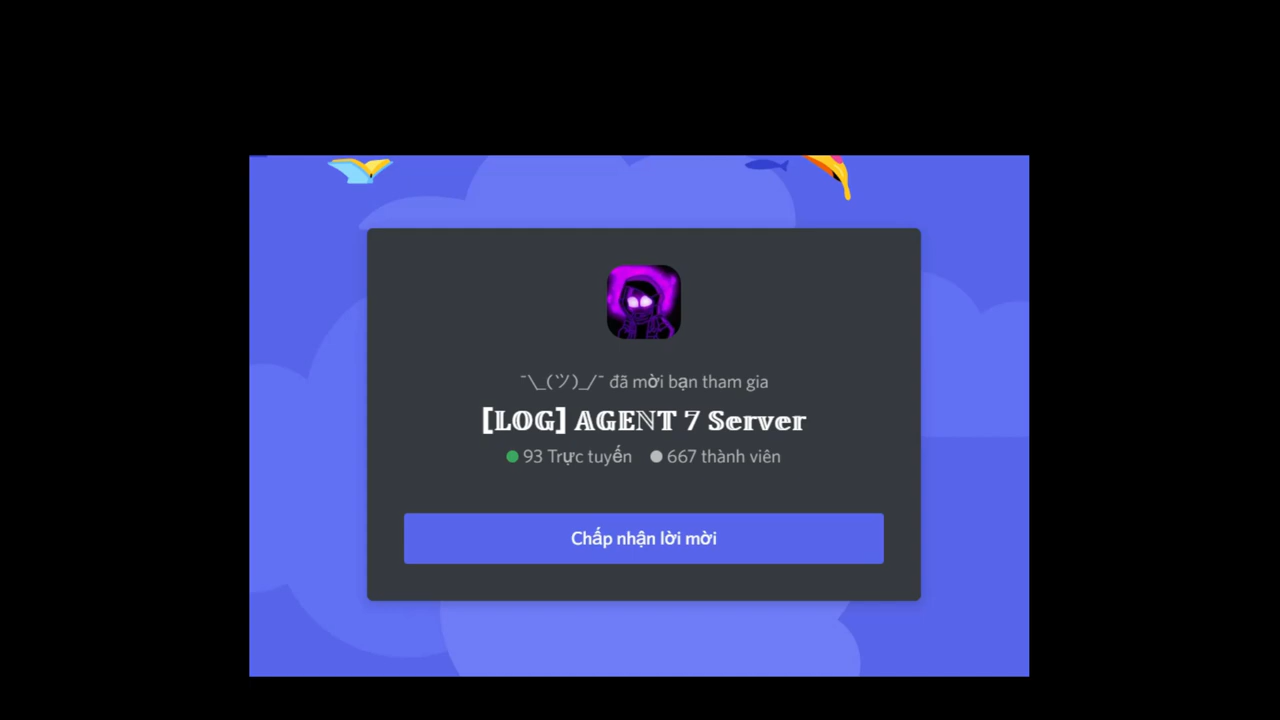 ¯\_(ツ)_/¯ đã mời bạn tham gia
[LOG] AGENT 7 Server
93 Trực tuyến 667 thành viên
Chấp nhận lời mời